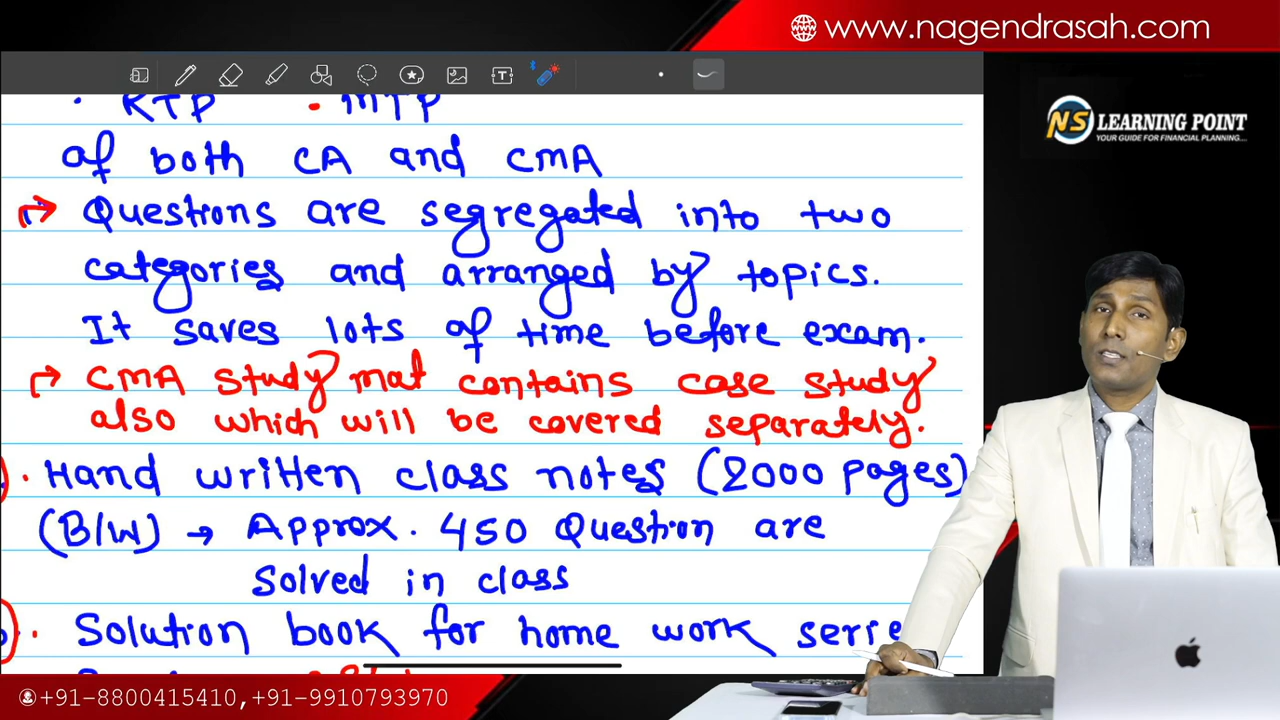 www.nagendrasah.com
NS LEARNING POINT
YOUR GUIDE FOR FINANCIAL PLANNING....
• RTP • MTP
of both CA and CMA
→ Questions are segregated into two
categories and arranged by topics.
It saves lots of time before exam.
→ CMA study mat contains case study
also which will be covered separately.
• Hand written class notes (2000 pages)
(B/W) → Approx. 450 Question are
Solved in class
• Solution book for home work serie
+91-8800415410,+91-9910793970